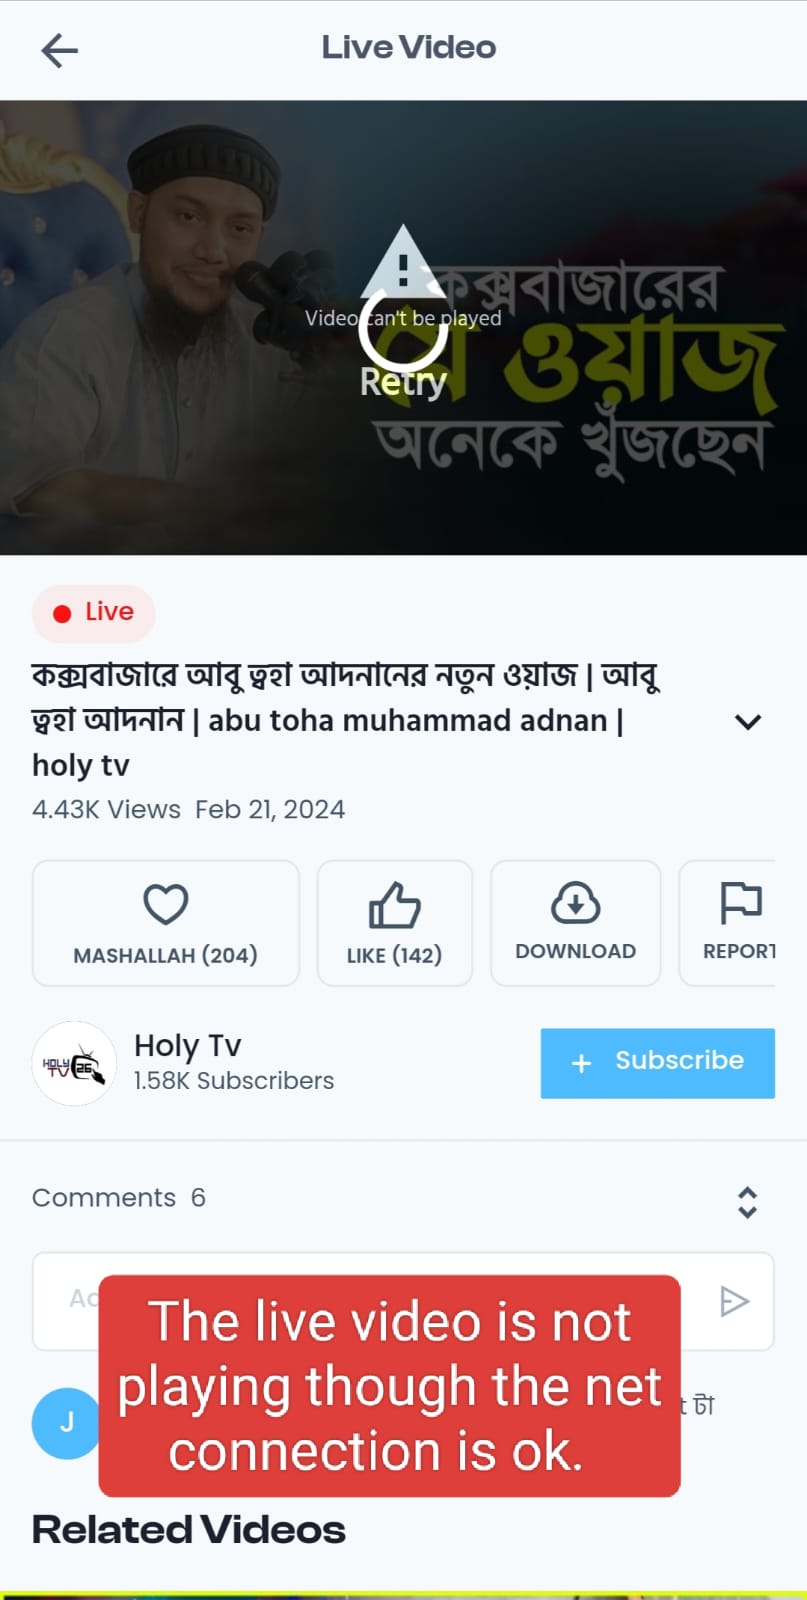 Live Video
কক্সবাজারের
Video can't be played
যে ওয়াজ
Retry
অনেকে খুঁজছেন
Live
কক্সবাজারে আবু ত্বহা আদনানের নতুন ওয়াজ | আবু
ত্বহা আদনান | abu toha muhammad adnan |
holy tv
4.43K Views Feb 21, 2024
MASHALLAH (204)
LIKE (142)
DOWNLOAD
REPORT
HOLY
TV 26
Holy Tv
1.58K Subscribers
+ Subscribe
Comments 6
The live video is not
playing though the net
connection is ok.
t টা
J
Related Videos